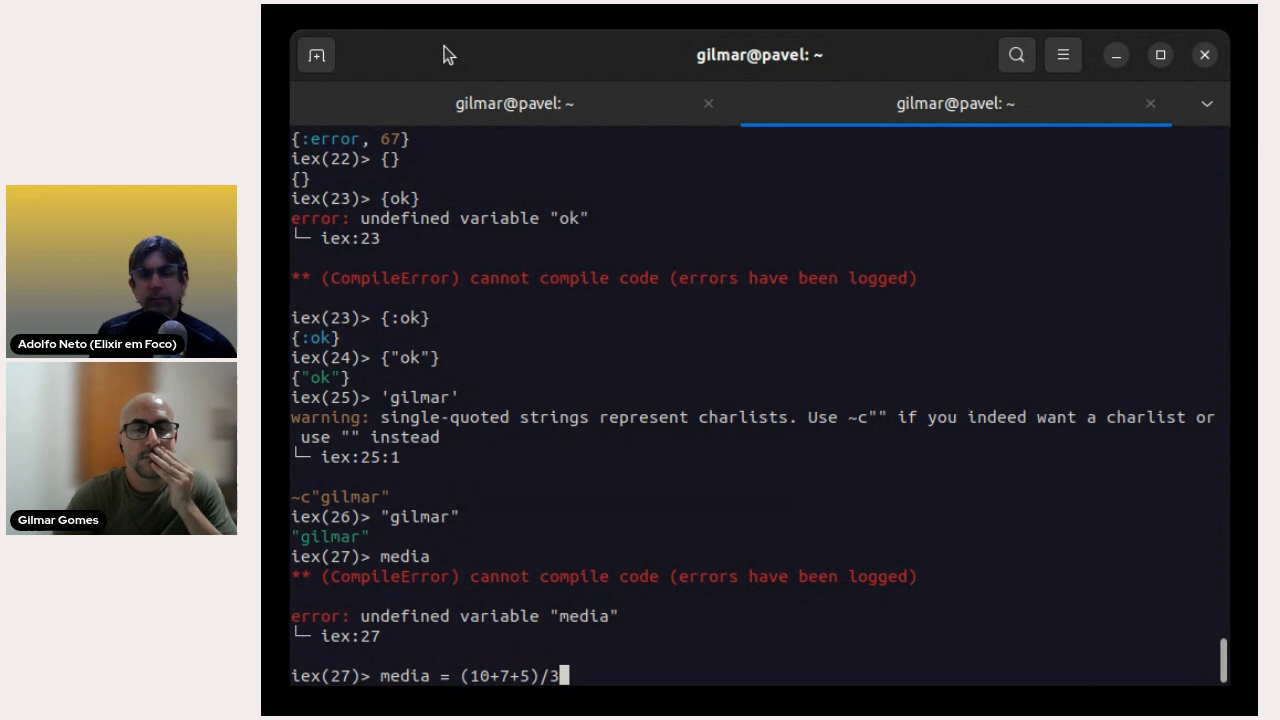 gilmar@pavel: ~
gilmar@pavel: ~
gilmar@pavel: ~
{:error, 67}
iex(22)> {}
{}
iex(23)> {ok}
error: undefined variable "ok"
└─ iex:23
** (CompileError) cannot compile code (errors have been logged)
iex(23)> {:ok}
{:ok}
iex(24)> {"ok"}
{"ok"}
iex(25)> 'gilmar'
warning: single-quoted strings represent charlists. Use ~c"" if you indeed want a charlist or
use "" instead
└─ iex:25:1
~c"gilmar"
iex(26)> "gilmar"
"gilmar"
iex(27)> media
** (CompileError) cannot compile code (errors have been logged)
error: undefined variable "media"
└─ iex:27
iex(27)> media = (10+7+5)/3
Adolfo Neto (Elixir em Foco)
Gilmar Gomes